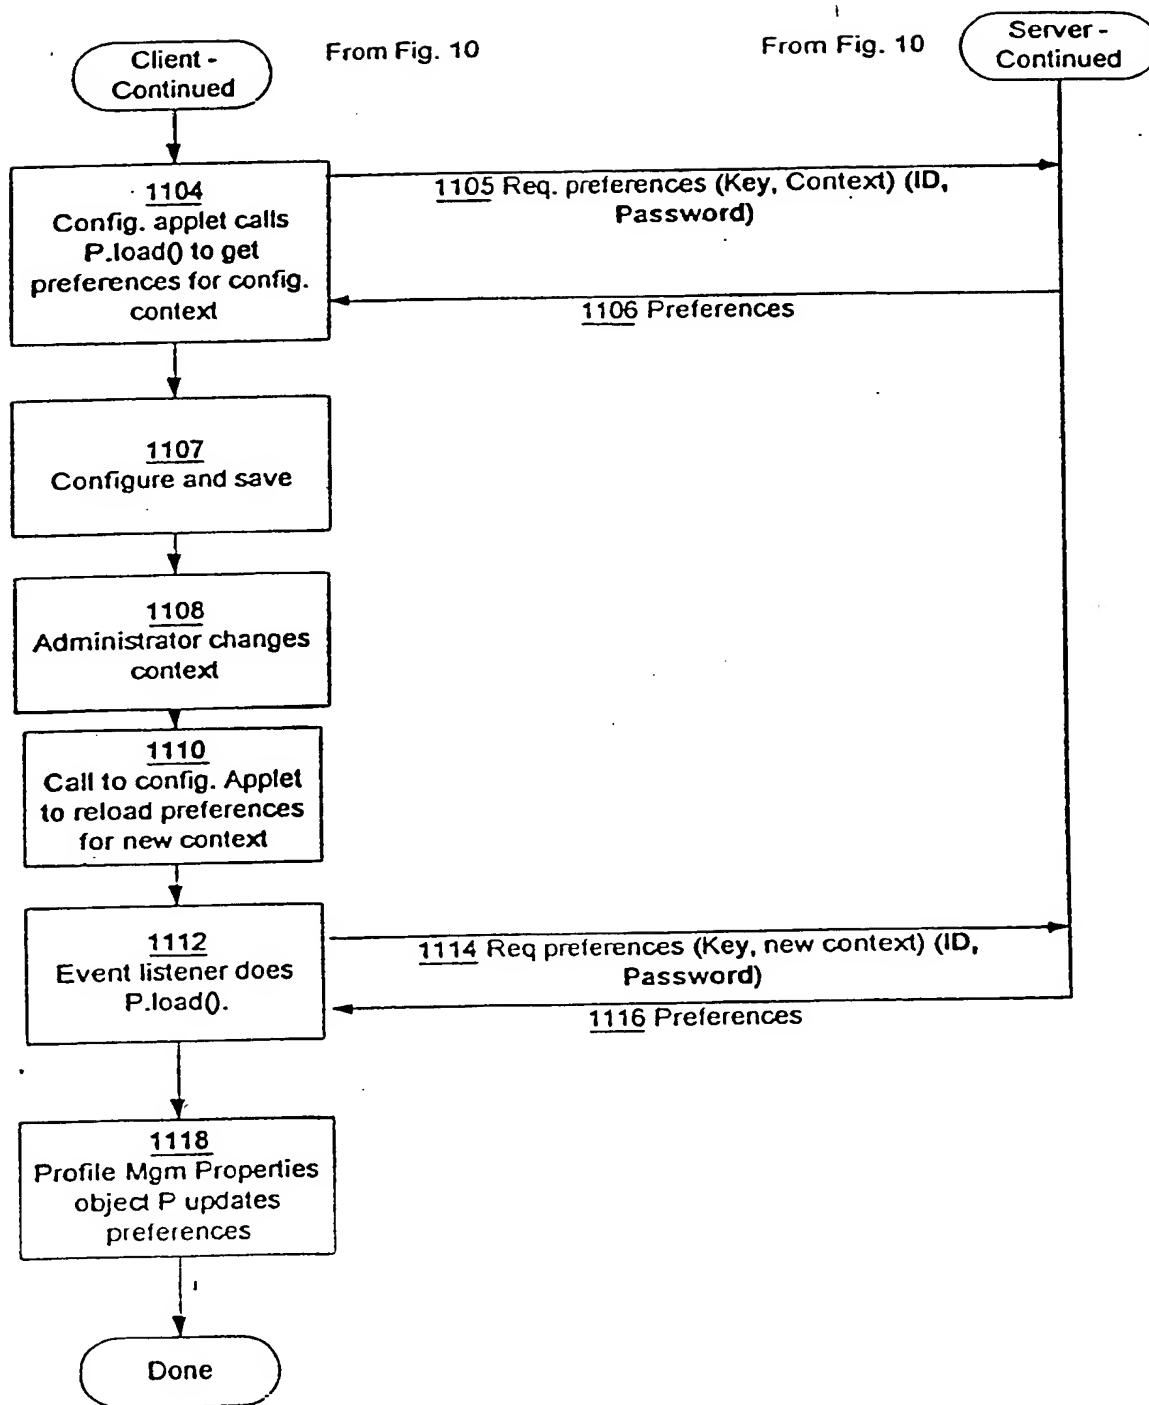 Client -
Continued
From Fig. 10
From Fig. 10
Server -
Continued
1104
Config. applet calls
P.load() to get
preferences for config.
context
1105 Req. preferences (Key, Context) (ID,
Password)
1106 Preferences
1107
Configure and save
1108
Administrator changes
context
1110
Call to config. Applet
to reload preferences
for new context
1112
Event listener does
P.load().
1114 Req preferences (Key, new context) (ID,
Password)
1116 Preferences
1118
Profile Mgm Properties
object P updates
preferences
Done